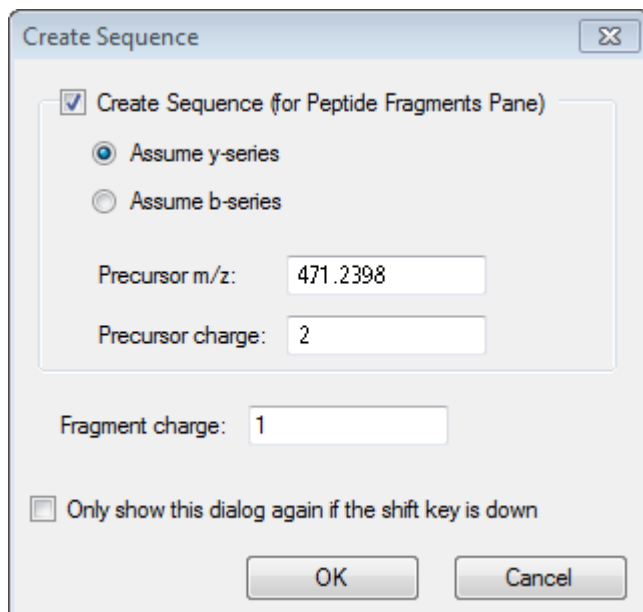 Create Sequence
Create Sequence (for Peptide Fragments Pane)
Assume y-series
Assume b-series
Precursor m/z: 471.2398
Precursor charge: 2
Fragment charge: 1
Only show this dialog again if the shift key is down
OK Cancel